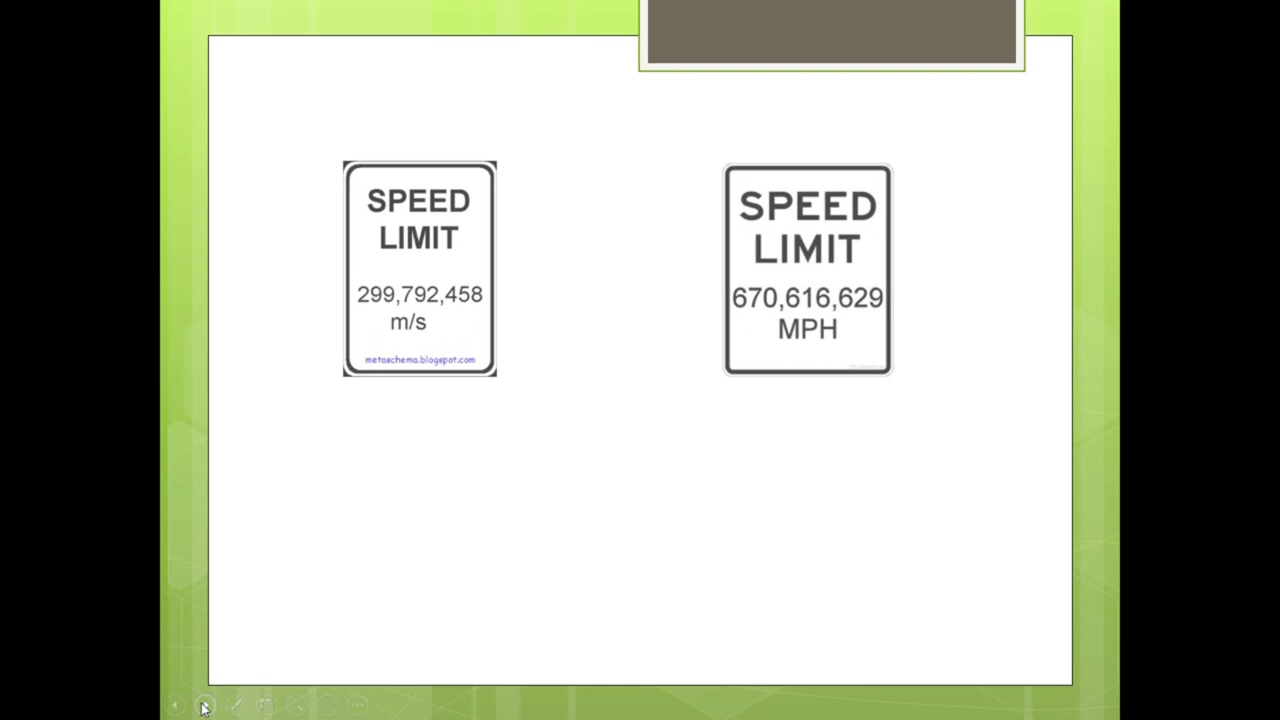 SPEED
LIMIT
299,792,458
m/s
metaschema.blogspot.com
SPEED
LIMIT
670,616,629
MPH